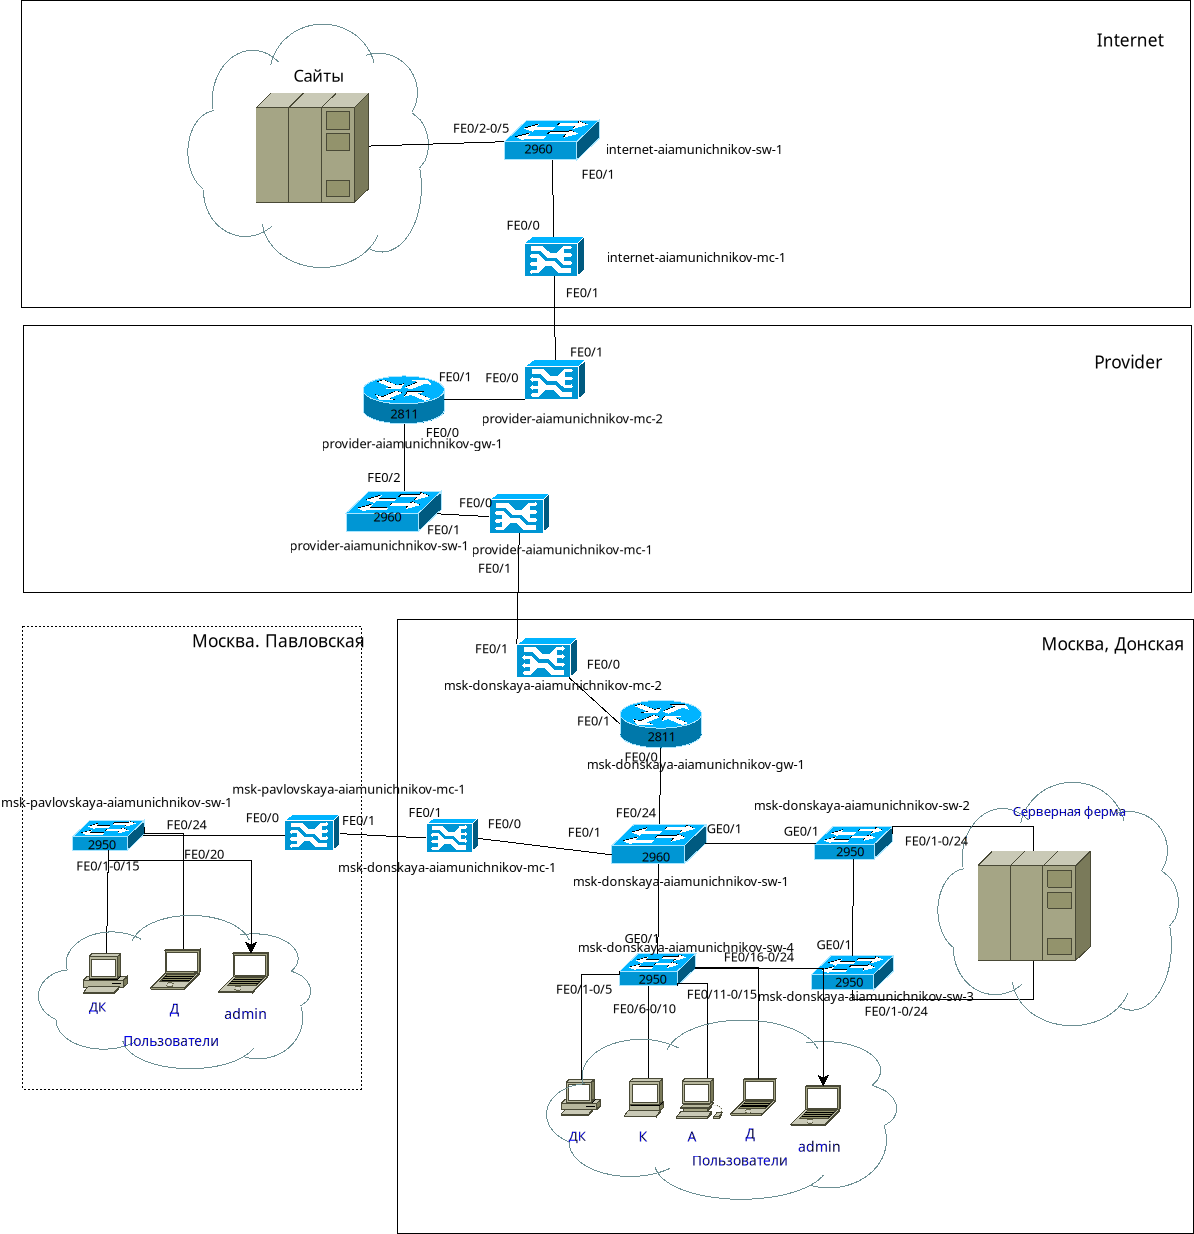 Internet
Сайты
FE0/2-0/5
2960
internet-aiamunichnikov-sw-1
FE0/1
FE0/0
internet-aiamunichnikov-mc-1
FE0/1
Provider
FE0/1
FE0/1
FE0/0
2811
provider-aiamunichnikov-mc-2
FE0/0
provider-aiamunichnikov-gw-1
FE0/2
FE0/0
2960
FE0/1
provider-aiamunichnikov-sw-1
provider-aiamunichnikov-mc-1
FE0/1
Москва. Павловская
msk-pavlovskaya-aiamunichnikov-mc-1
msk-pavlovskaya-aiamunichnikov-sw-1
FE0/24
FE0/0
FE0/1
2950
FE0/20
FE0/1-0/15
ДК
Д
admin
Пользователи
Москва, Донская
FE0/1
FE0/0
msk-donskaya-aiamunichnikov-mc-2
FE0/1
2811
FE0/0
msk-donskaya-aiamunichnikov-gw-1
FE0/1
FE0/0
msk-donskaya-aiamunichnikov-mc-1
FE0/24
FE0/1
GE0/1
2960
msk-donskaya-aiamunichnikov-sw-1
msk-donskaya-aiamunichnikov-sw-2
GE0/1
2950
FE0/1-0/24
Серверная ферма
GE0/1
msk-donskaya-aiamunichnikov-sw-4
FE0/16-0/24
2950
GE0/1
2950
msk-donskaya-aiamunichnikov-sw-3
FE0/1-0/24
FE0/1-0/5
FE0/6-0/10
FE0/11-0/15
ДК
К
А
Д
admin
Пользователи